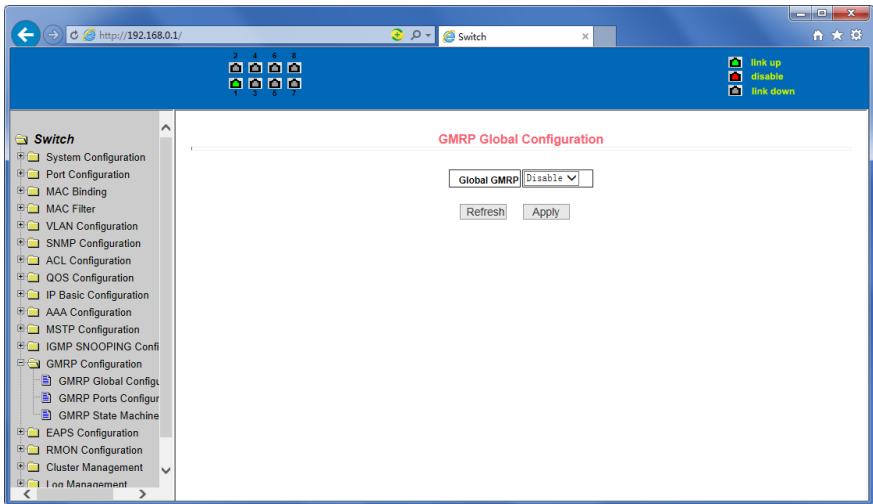 http://192.168.0.1/
Switch
2 4 6 8
1 3 5 7
link up
disable
link down
Switch
System Configuration
Port Configuration
MAC Binding
MAC Filter
VLAN Configuration
SNMP Configuration
ACL Configuration
QOS Configuration
IP Basic Configuration
AAA Configuration
MSTP Configuration
IGMP SNOOPING Confi
GMRP Configuration
GMRP Global Configu
GMRP Ports Configur
GMRP State Machine
EAPS Configuration
RMON Configuration
Cluster Management
Log Management
GMRP Global Configuration
Global GMRP Disable
Refresh Apply